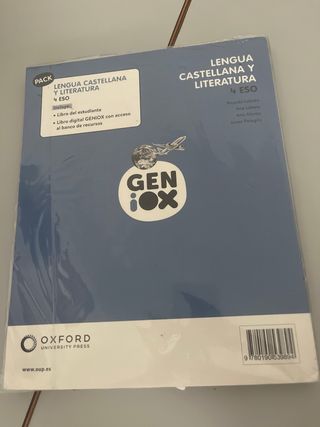 PACK
LENGUA CASTELLANA
Y LITERATURA
4 ESO
Incluye:
• Libro del estudiante
• Libro digital GENiOX con acceso
al banco de recursos
LENGUA
CASTELLANA Y
LITERATURA
4 ESO
GEN
iOX
OXFORD
UNIVERSITY PRESS
www.oup.es